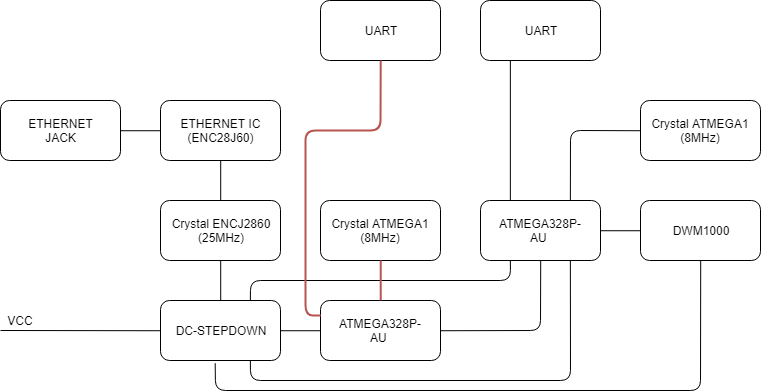 UART
UART
ETHERNET
JACK
ETHERNET IC
(ENC28J60)
Crystal ATMEGA1
(8MHz)
Crystal ENCJ2860
(25MHz)
Crystal ATMEGA1
(8MHz)
ATMEGA328P-
AU
DWM1000
VCC
DC-STEPDOWN
ATMEGA328P-
AU